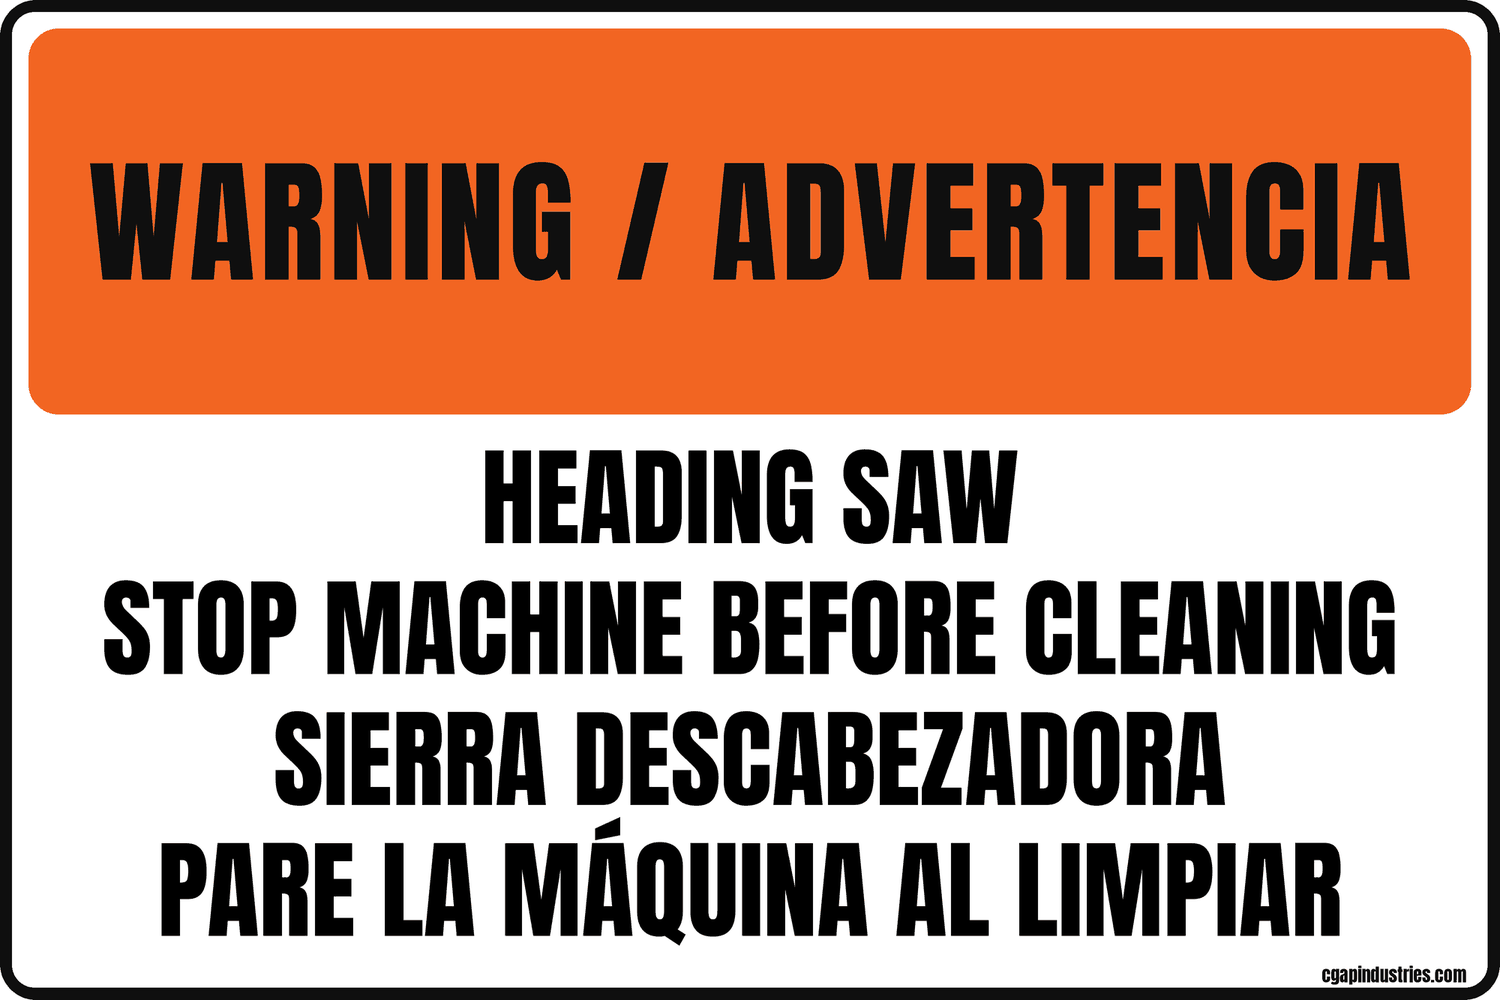 WARNING / ADVERTENCIA
HEADING SAW
STOP MACHINE BEFORE CLEANING
SIERRA DESCABEZADORA
PARE LA MÁQUINA AL LIMPIAR
cgapindustries.com